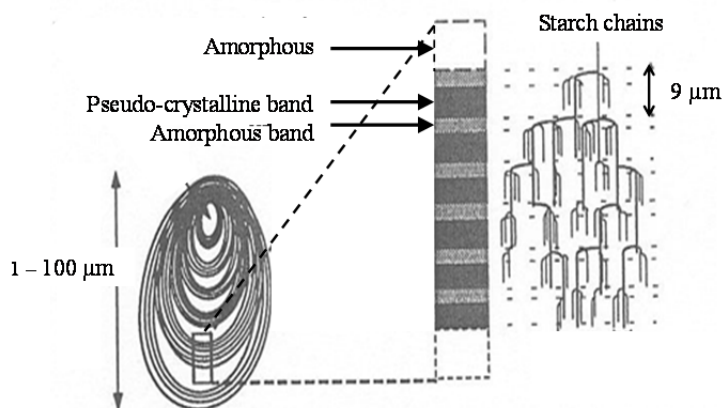 Starch chains
Amorphous
9 μm
Pseudo-crystalline band
Amorphous band
1 – 100 μm